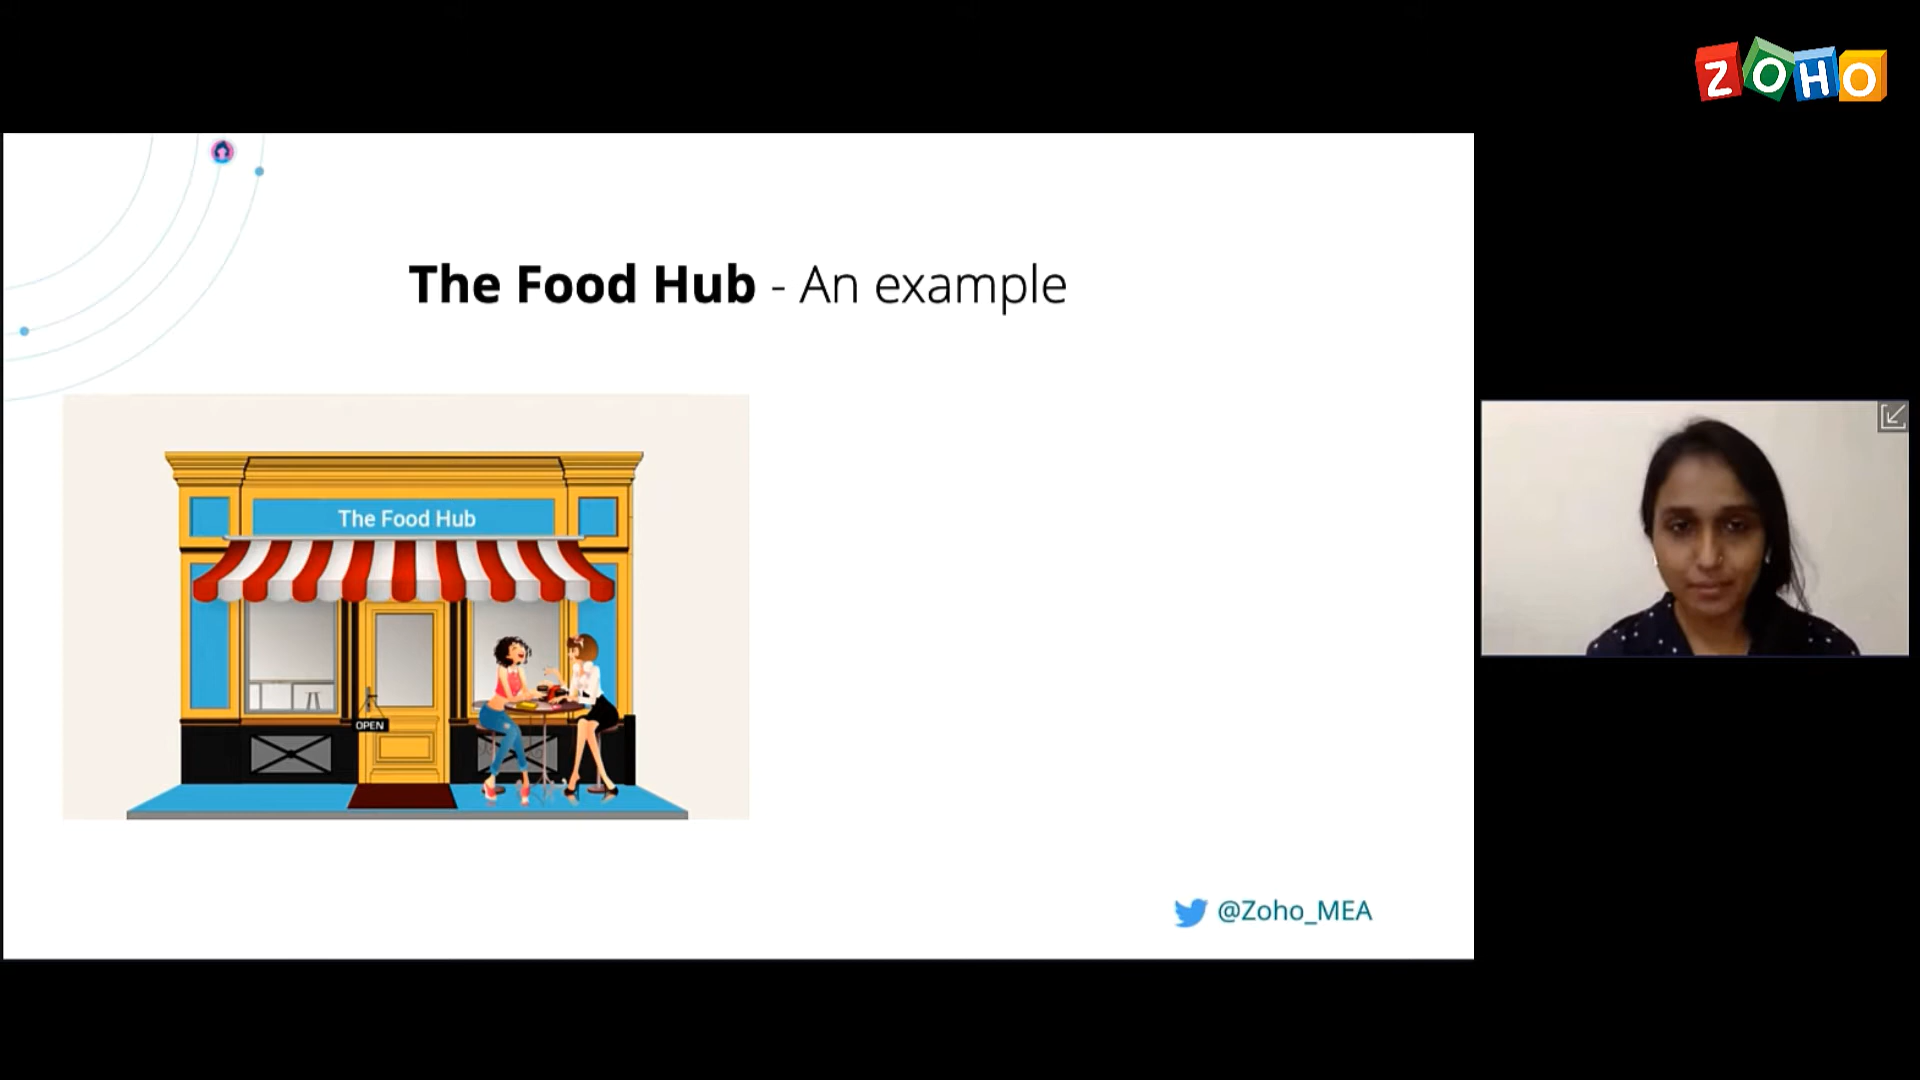 ZOHO
The Food Hub - An example
The Food Hub
OPEN
@Zoho_MEA